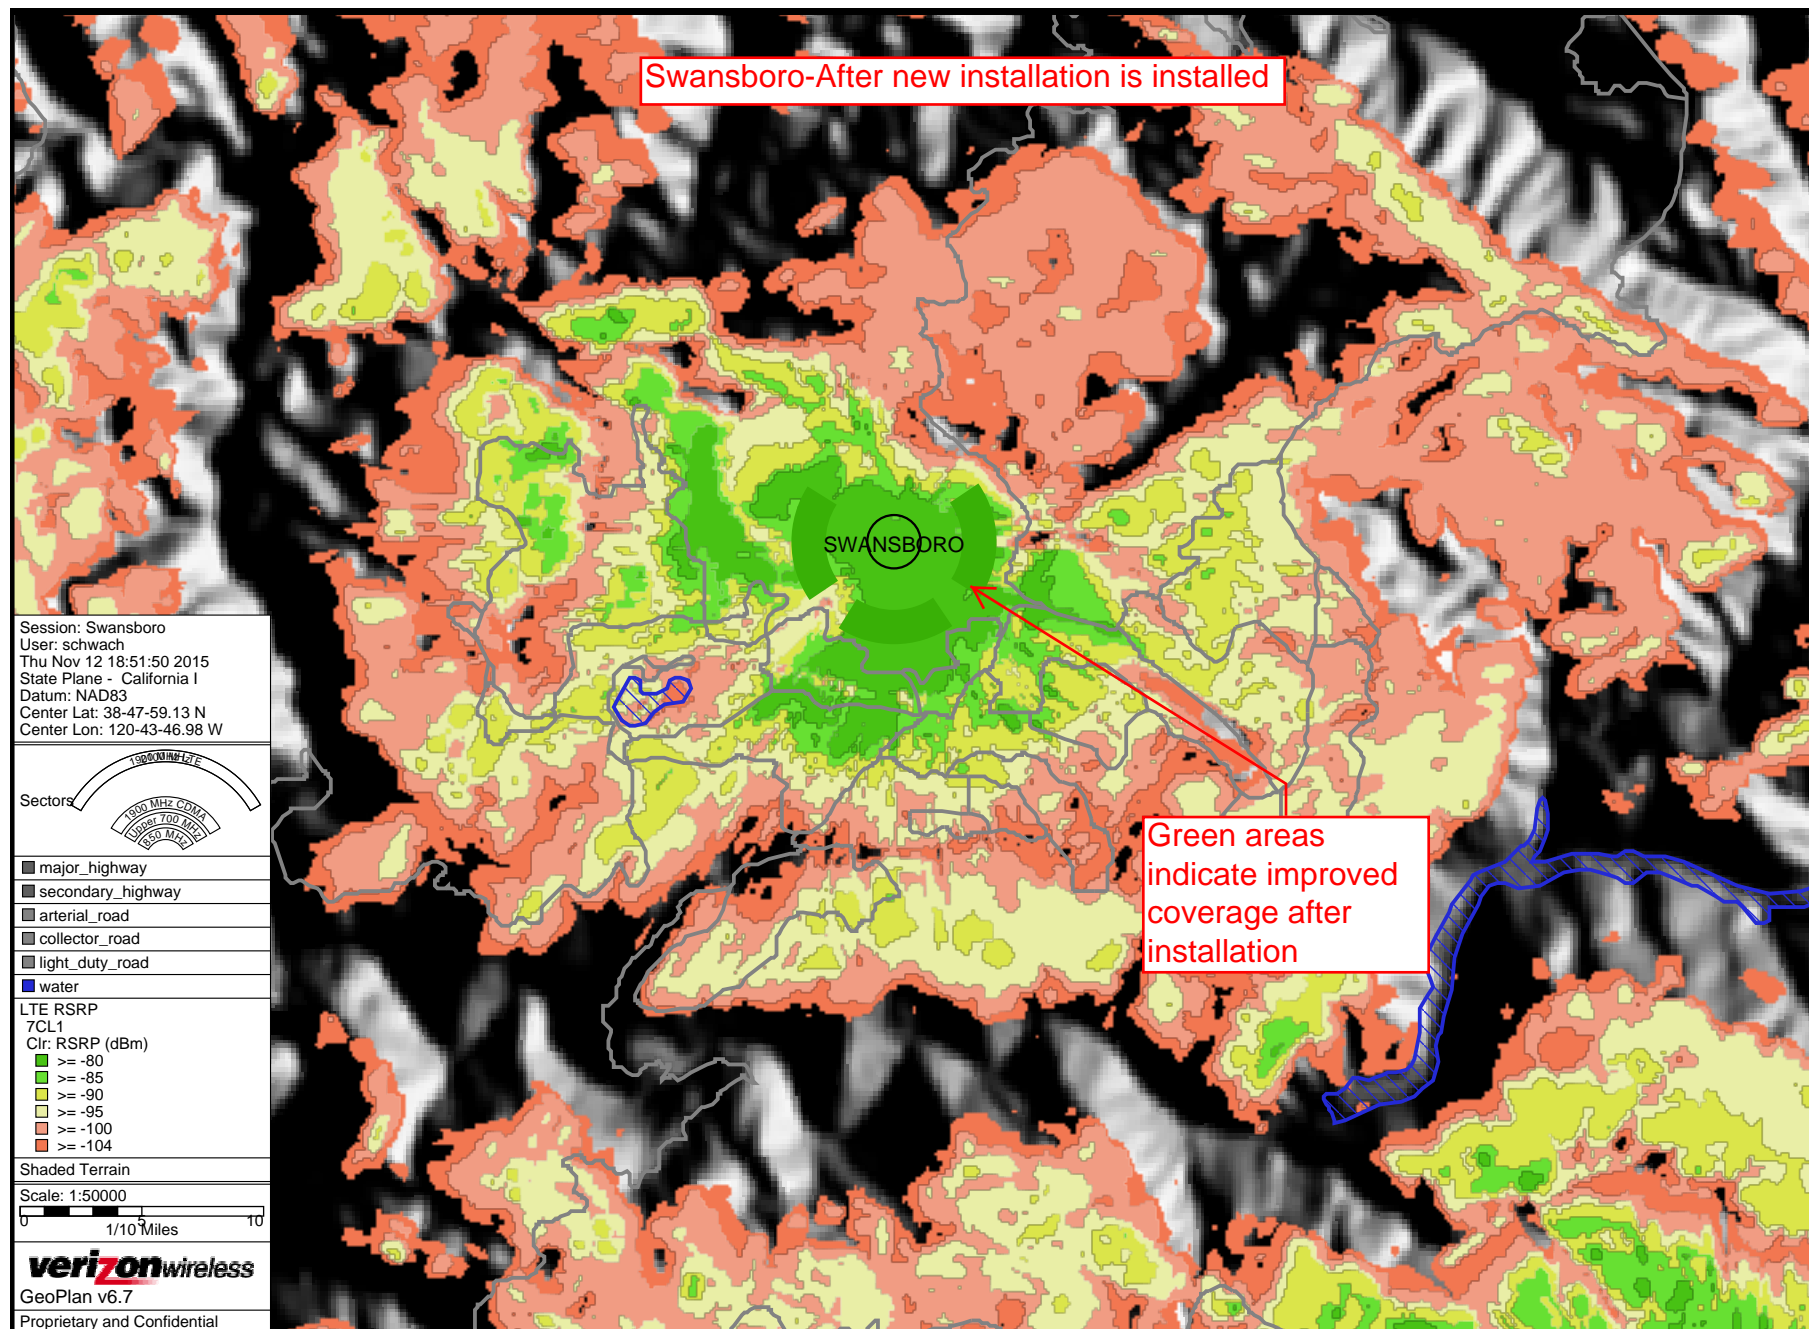 Swansboro-After new installation is installed
SWANSBORO
Green areas
indicate improved
coverage after
installation
Session: Swansboro
User: schwach
Thu Nov 12 18:51:50 2015
State Plane - California I
Datum: NAD83
Center Lat: 38-47-59.13 N
Center Lon: 120-43-46.98 W
Sectors
1900 MHz CDMA
Upper 700 MHz
850 MHz
major_highway
secondary_highway
arterial_road
collector_road
light_duty_road
water
LTE RSRP
7CL1
Clr: RSRP (dBm)
>= -80
>= -85
>= -90
>= -95
>= -100
>= -104
Shaded Terrain
Scale: 1:50000
0 5 10
1/10 Miles
verizonwireless
GeoPlan v6.7
Proprietary and Confidential